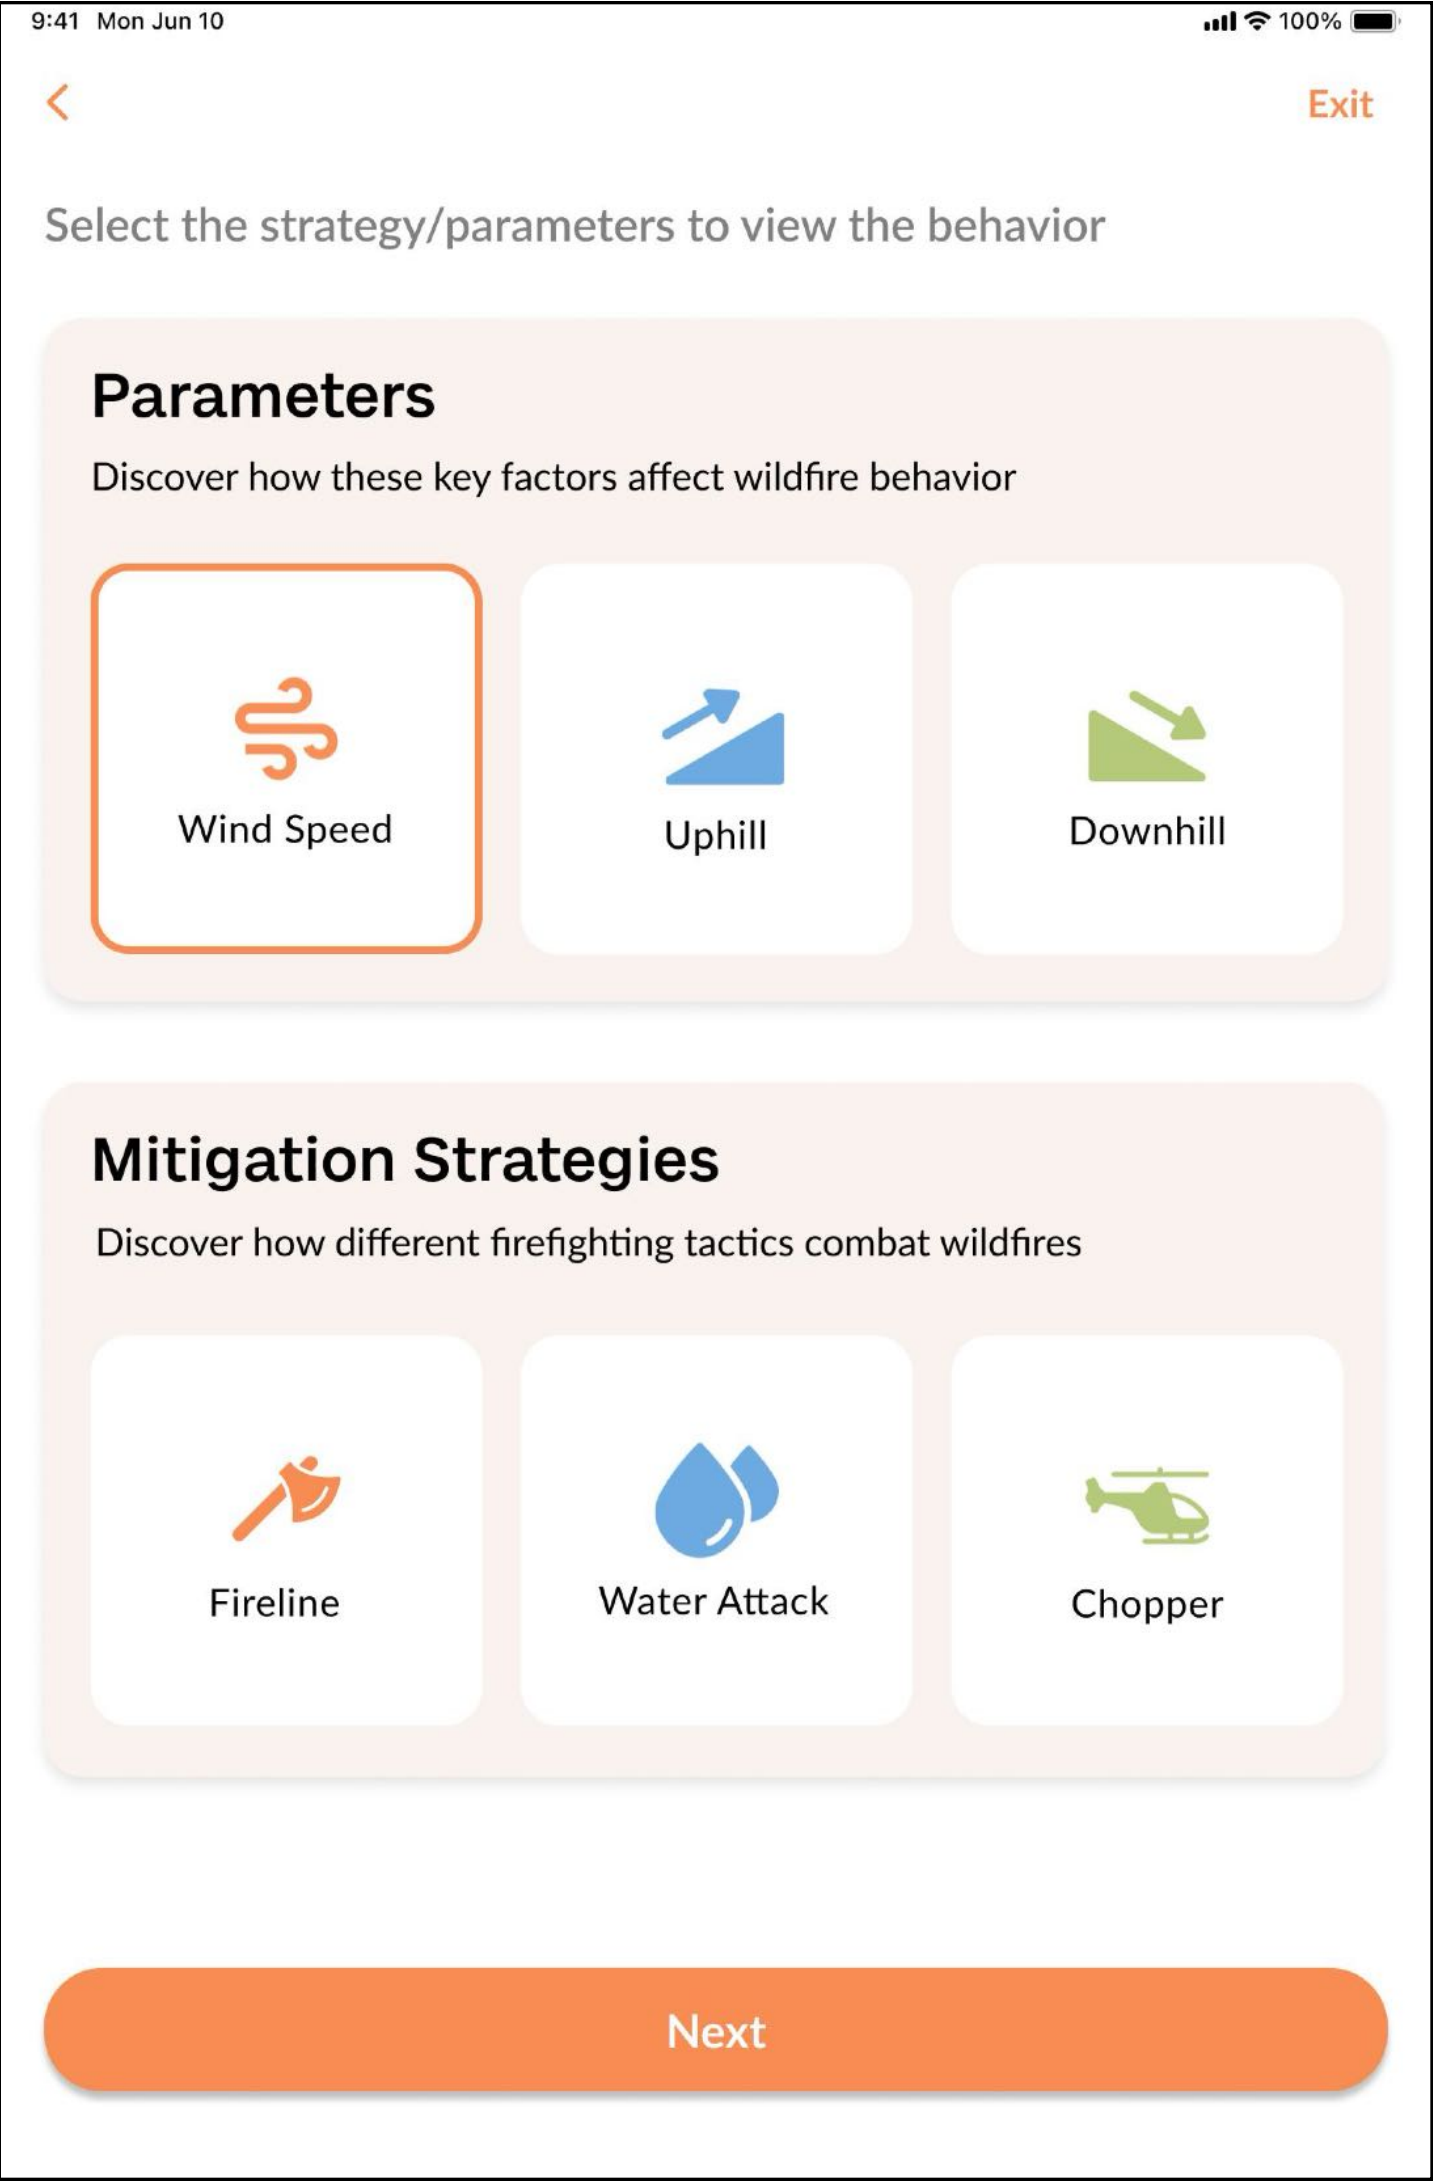 9:41 Mon Jun 10 100%
Exit
Select the strategy/parameters to view the behavior
Parameters
Discover how these key factors affect wildfire behavior
Wind Speed
Uphill
Downhill
Mitigation Strategies
Discover how different firefighting tactics combat wildfires
Fireline
Water Attack
Chopper
Next